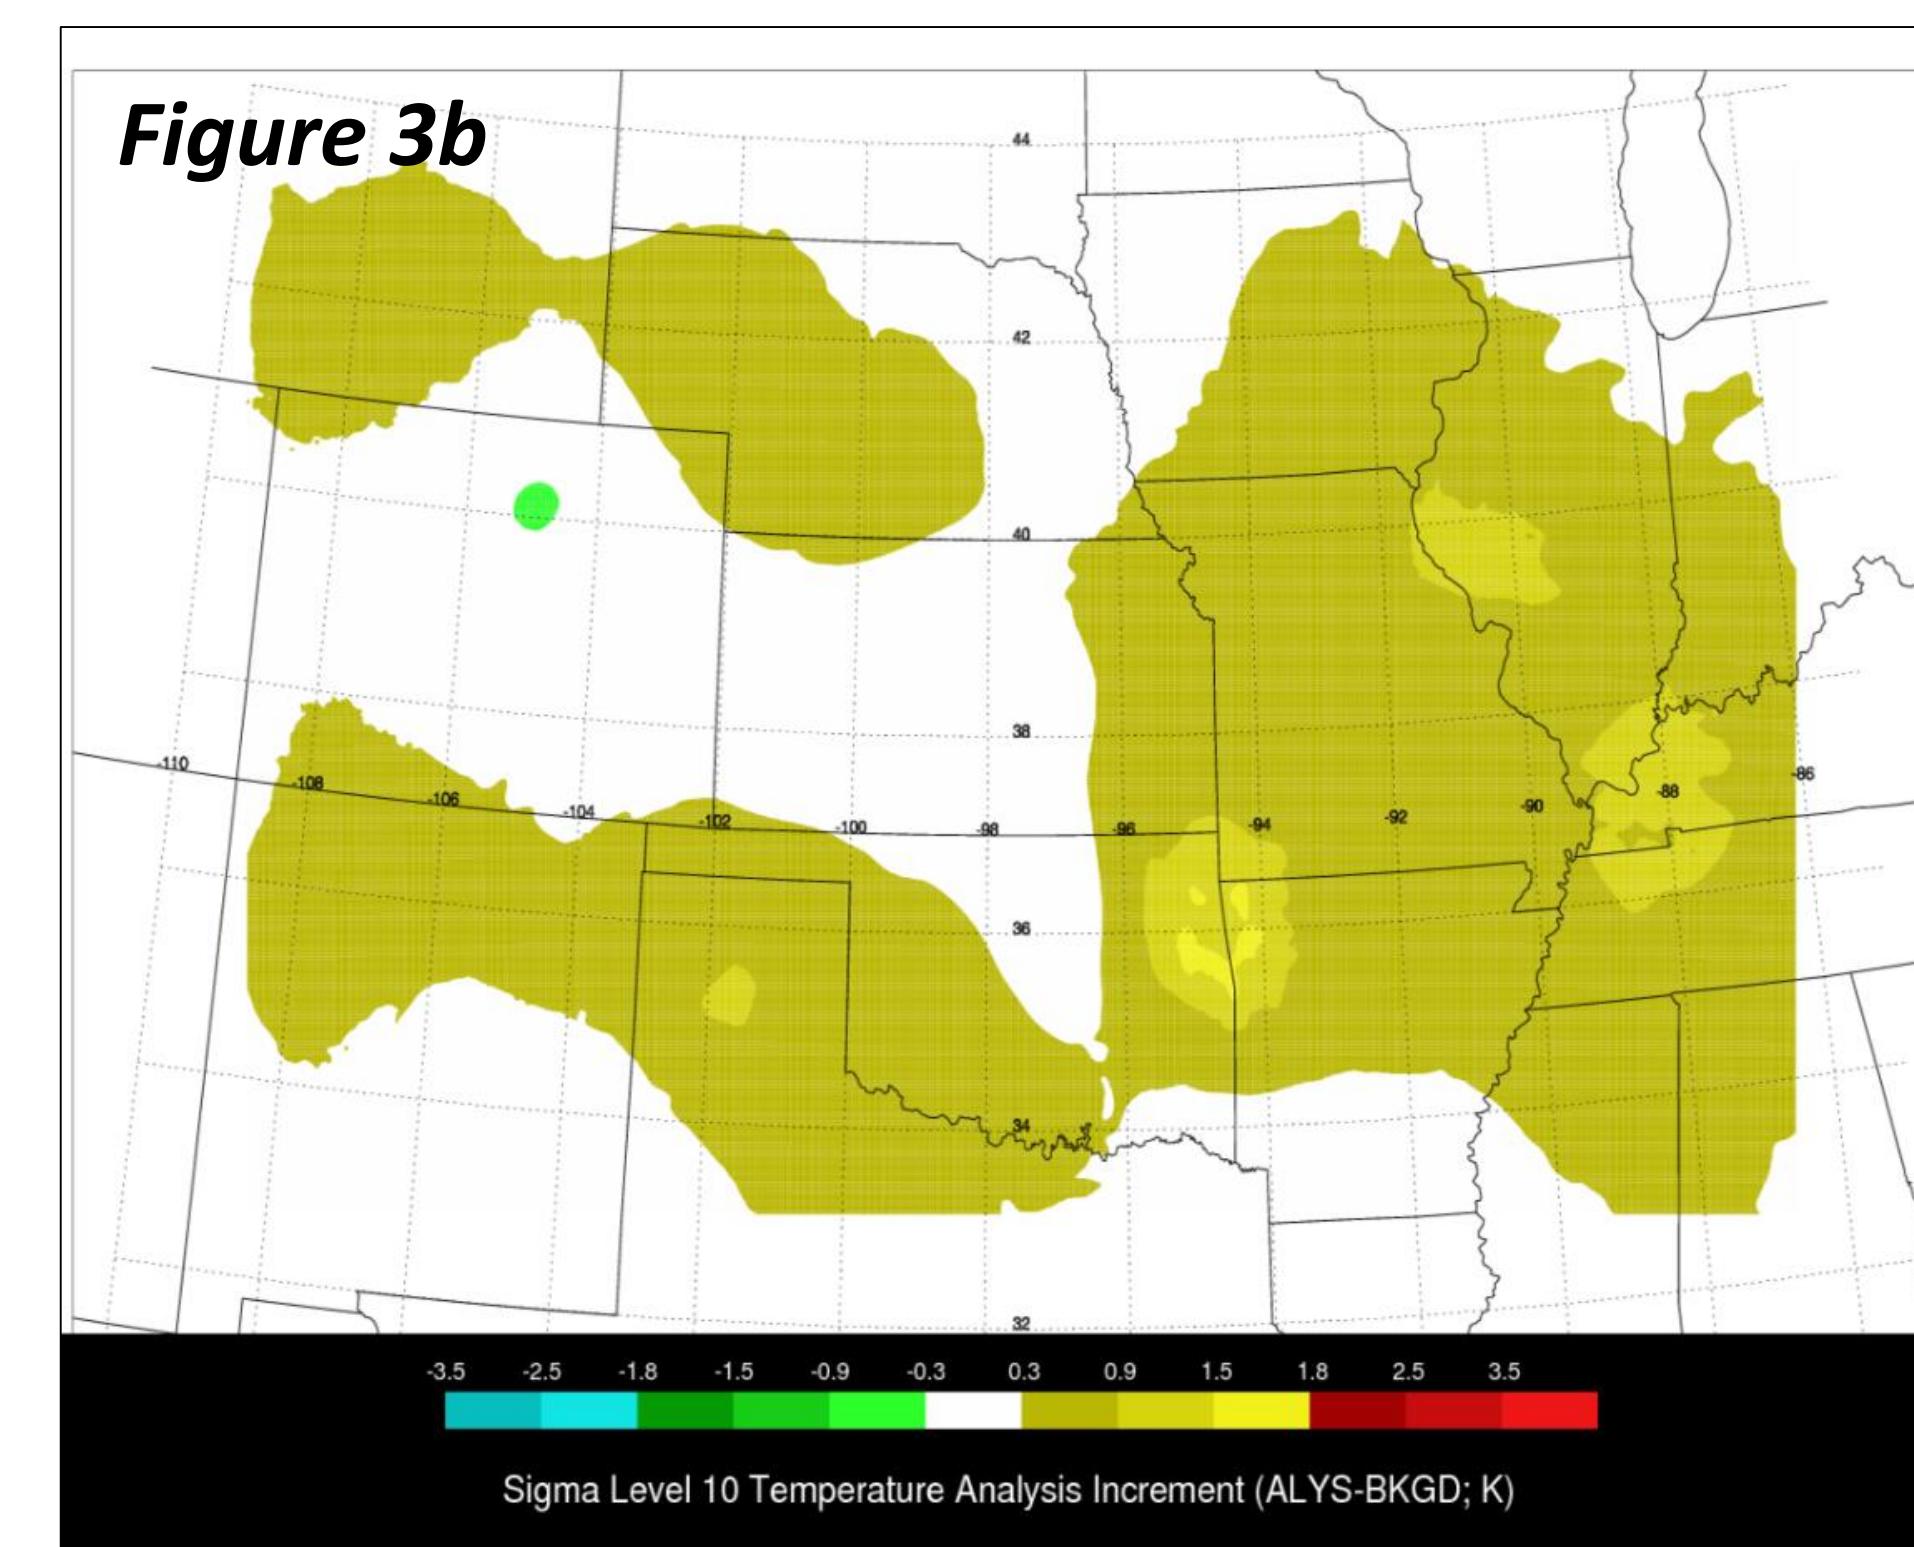 Figure 3b
44
42
40
38
-110 -108 -106 -104 -102 -100 -98 -96 -94 -92 -90 -88 -86
36
34
32
-3.5 -2.5 -1.8 -1.5 -0.9 -0.3 0.3 0.9 1.5 1.8 2.5 3.5
Sigma Level 10 Temperature Analysis Increment (ALYS-BKGD; K)